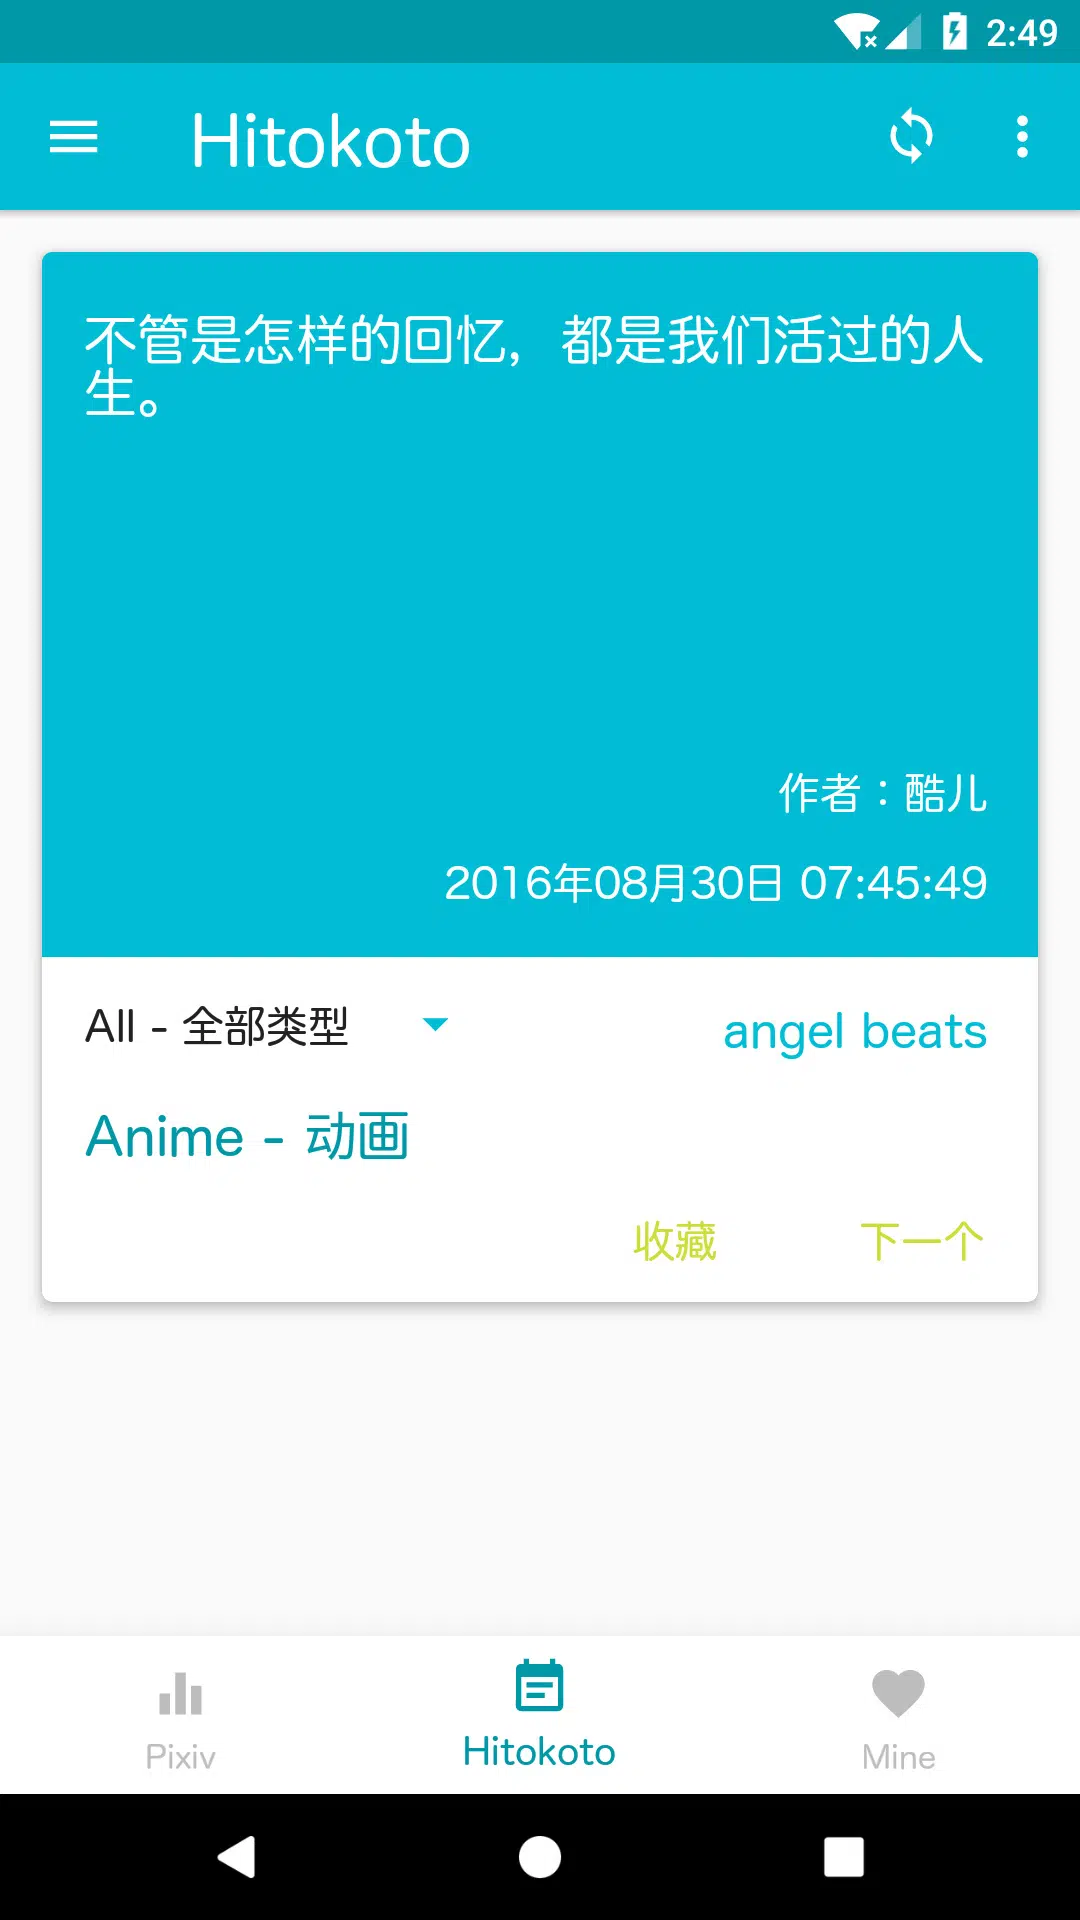 2:49
Hitokoto
不管是怎样的回忆，都是我们活过的人
生。
作者：酷儿
2016年08月30日 07:45:49
All - 全部类型
angel beats
Anime - 动画
收藏
下一个
Pixiv
Hitokoto
Mine